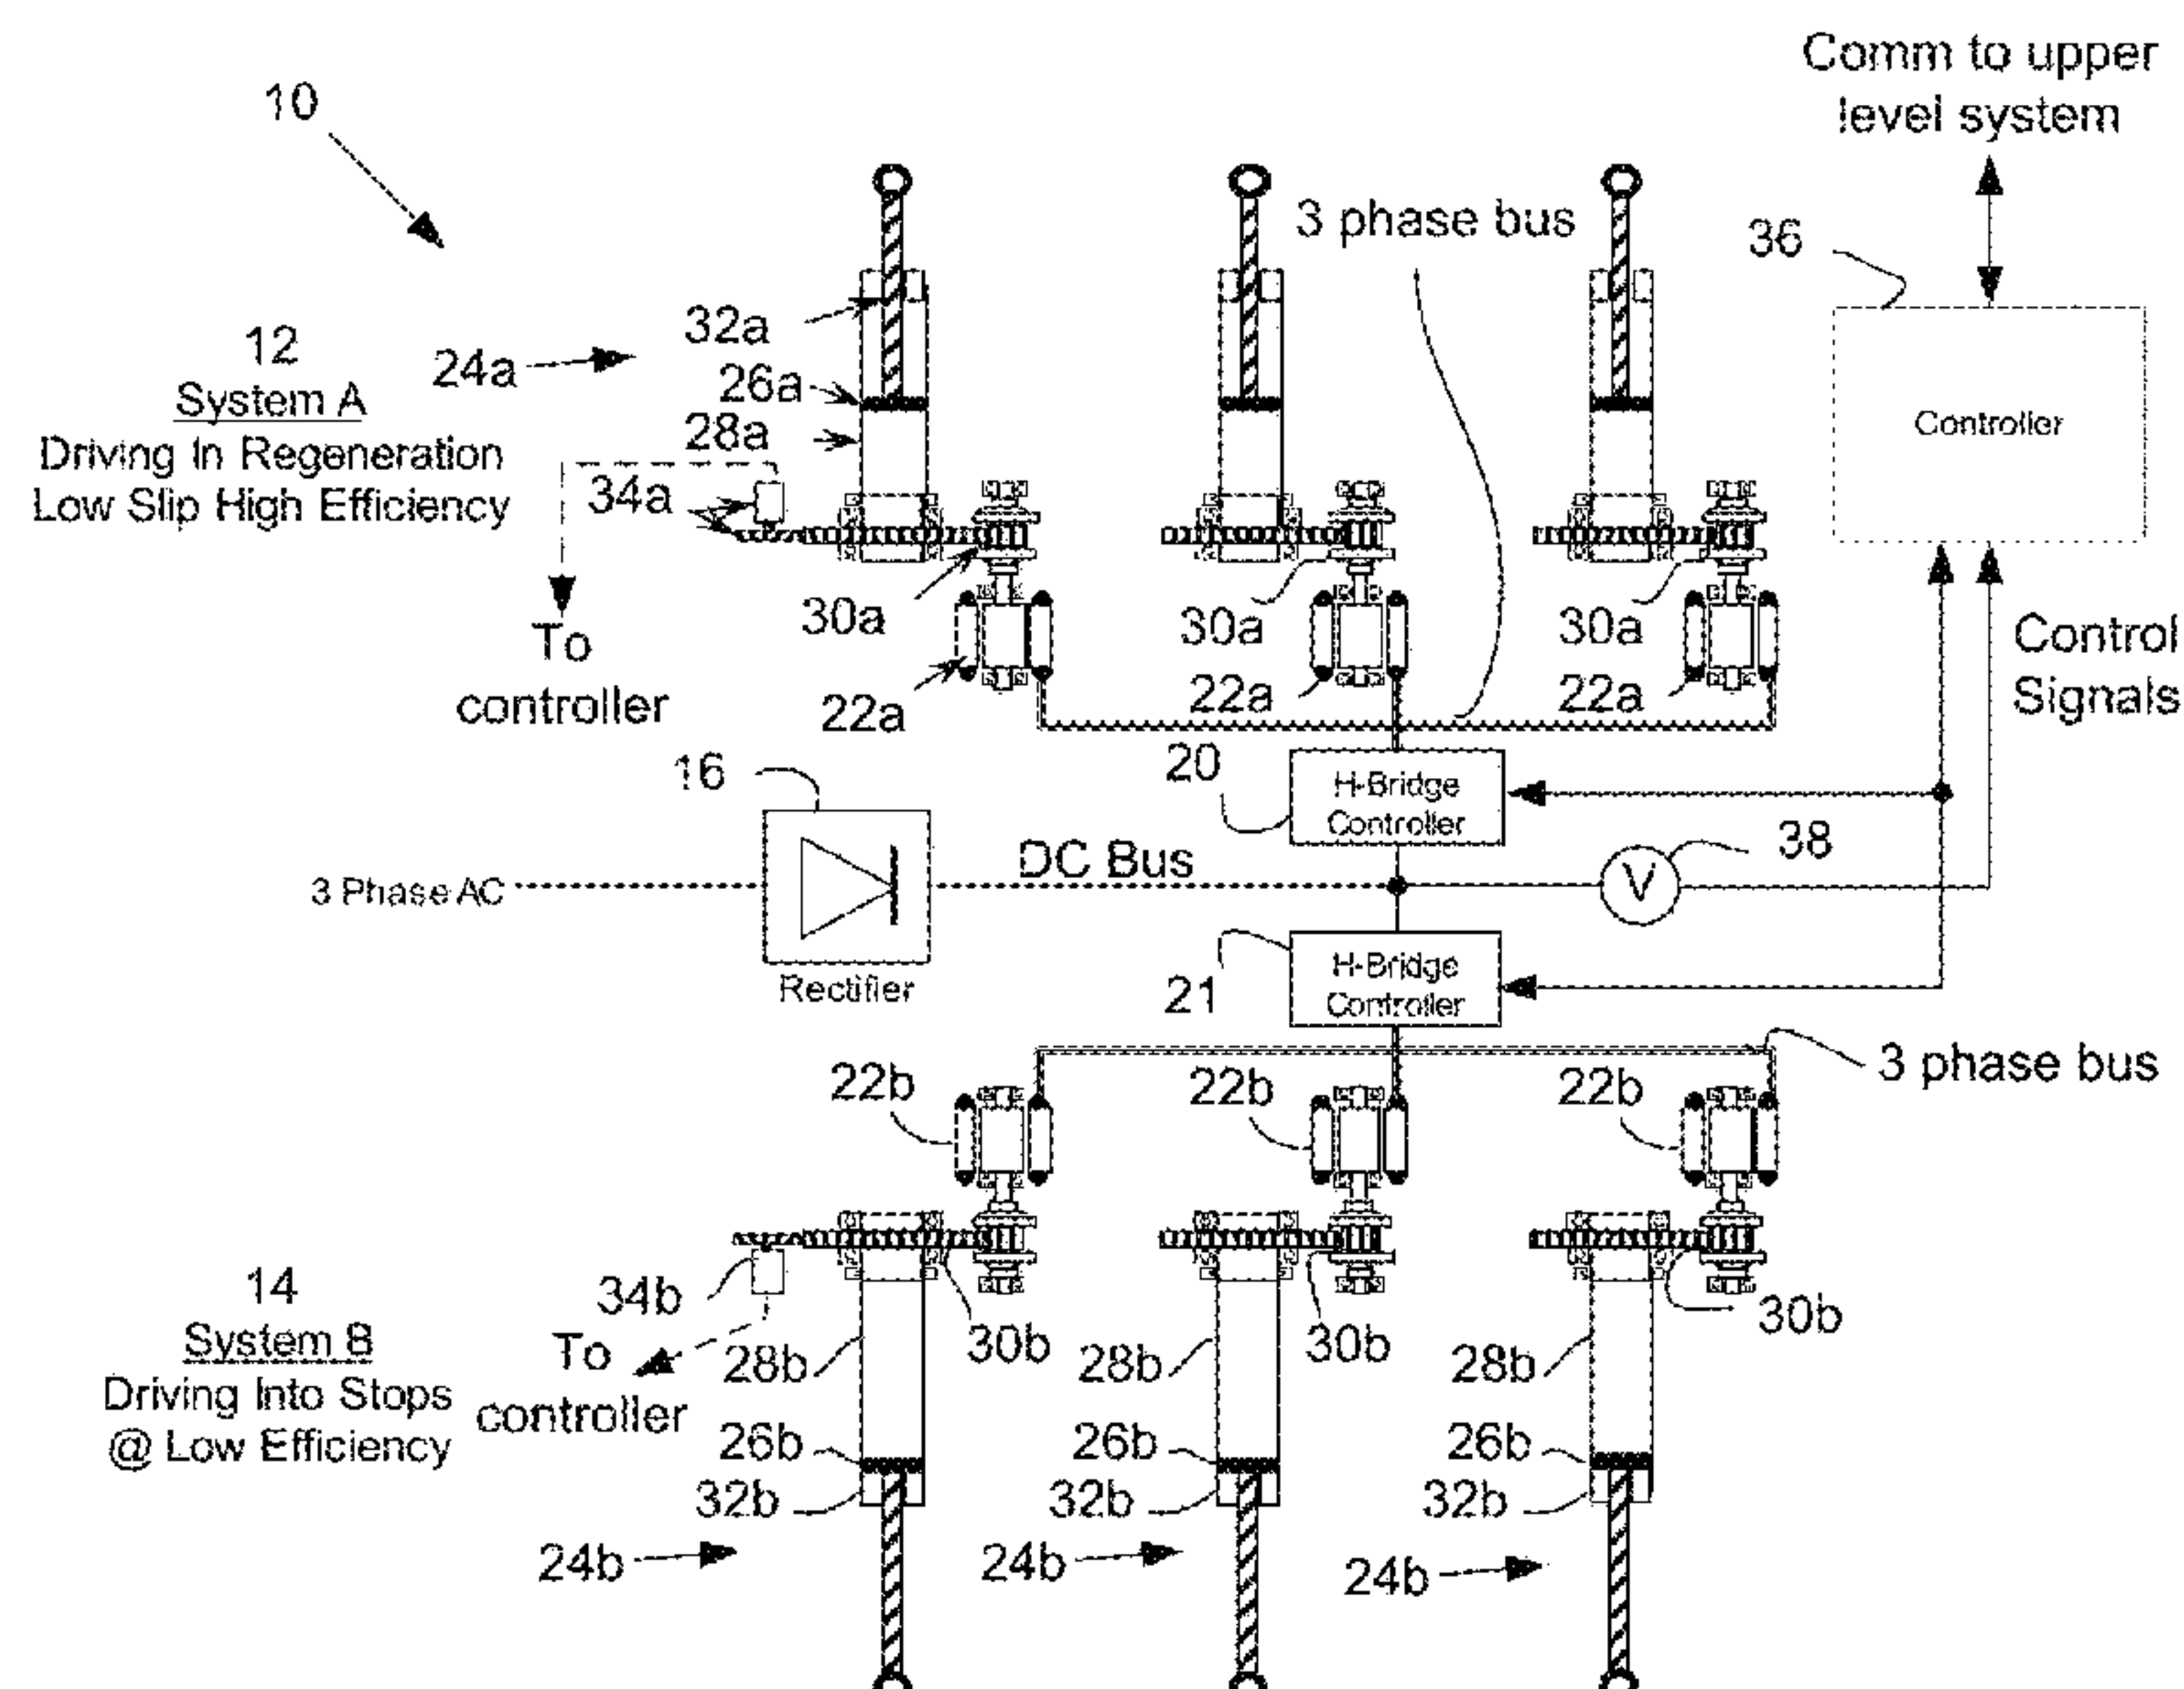 Comm to upper
level system
10
3 phase bus
36
32a
12
24a
System A
26a
Driving In Regeneration
28a
Controller
Low Slip High Efficiency
34a
30a
30a
30a
To
controller
Control
Signals
22a
22a
22a
16
20
H-Bridge
Controller
38
DC Bus
3 Phase AC
V
Rectifier
21
H-Bridge
Controller
3 phase bus
22b
22b
22b
14
System B
Driving Into Stops
@ Low Efficiency
34b
To
controller
30b
30b
30b
28b
28b
28b
26b
26b
26b
32b
32b
32b
24b
24b
24b